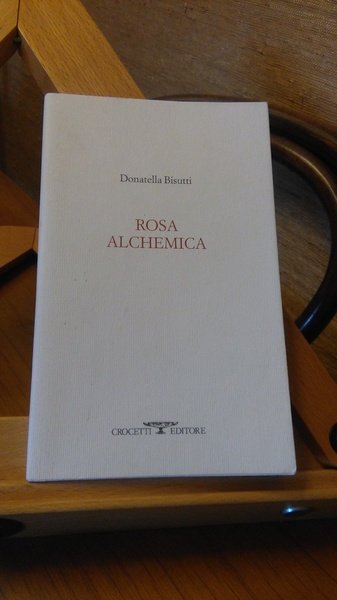 Donatella Bisutti
ROSA
ALCHEMICA
CROCETTI EDITORE